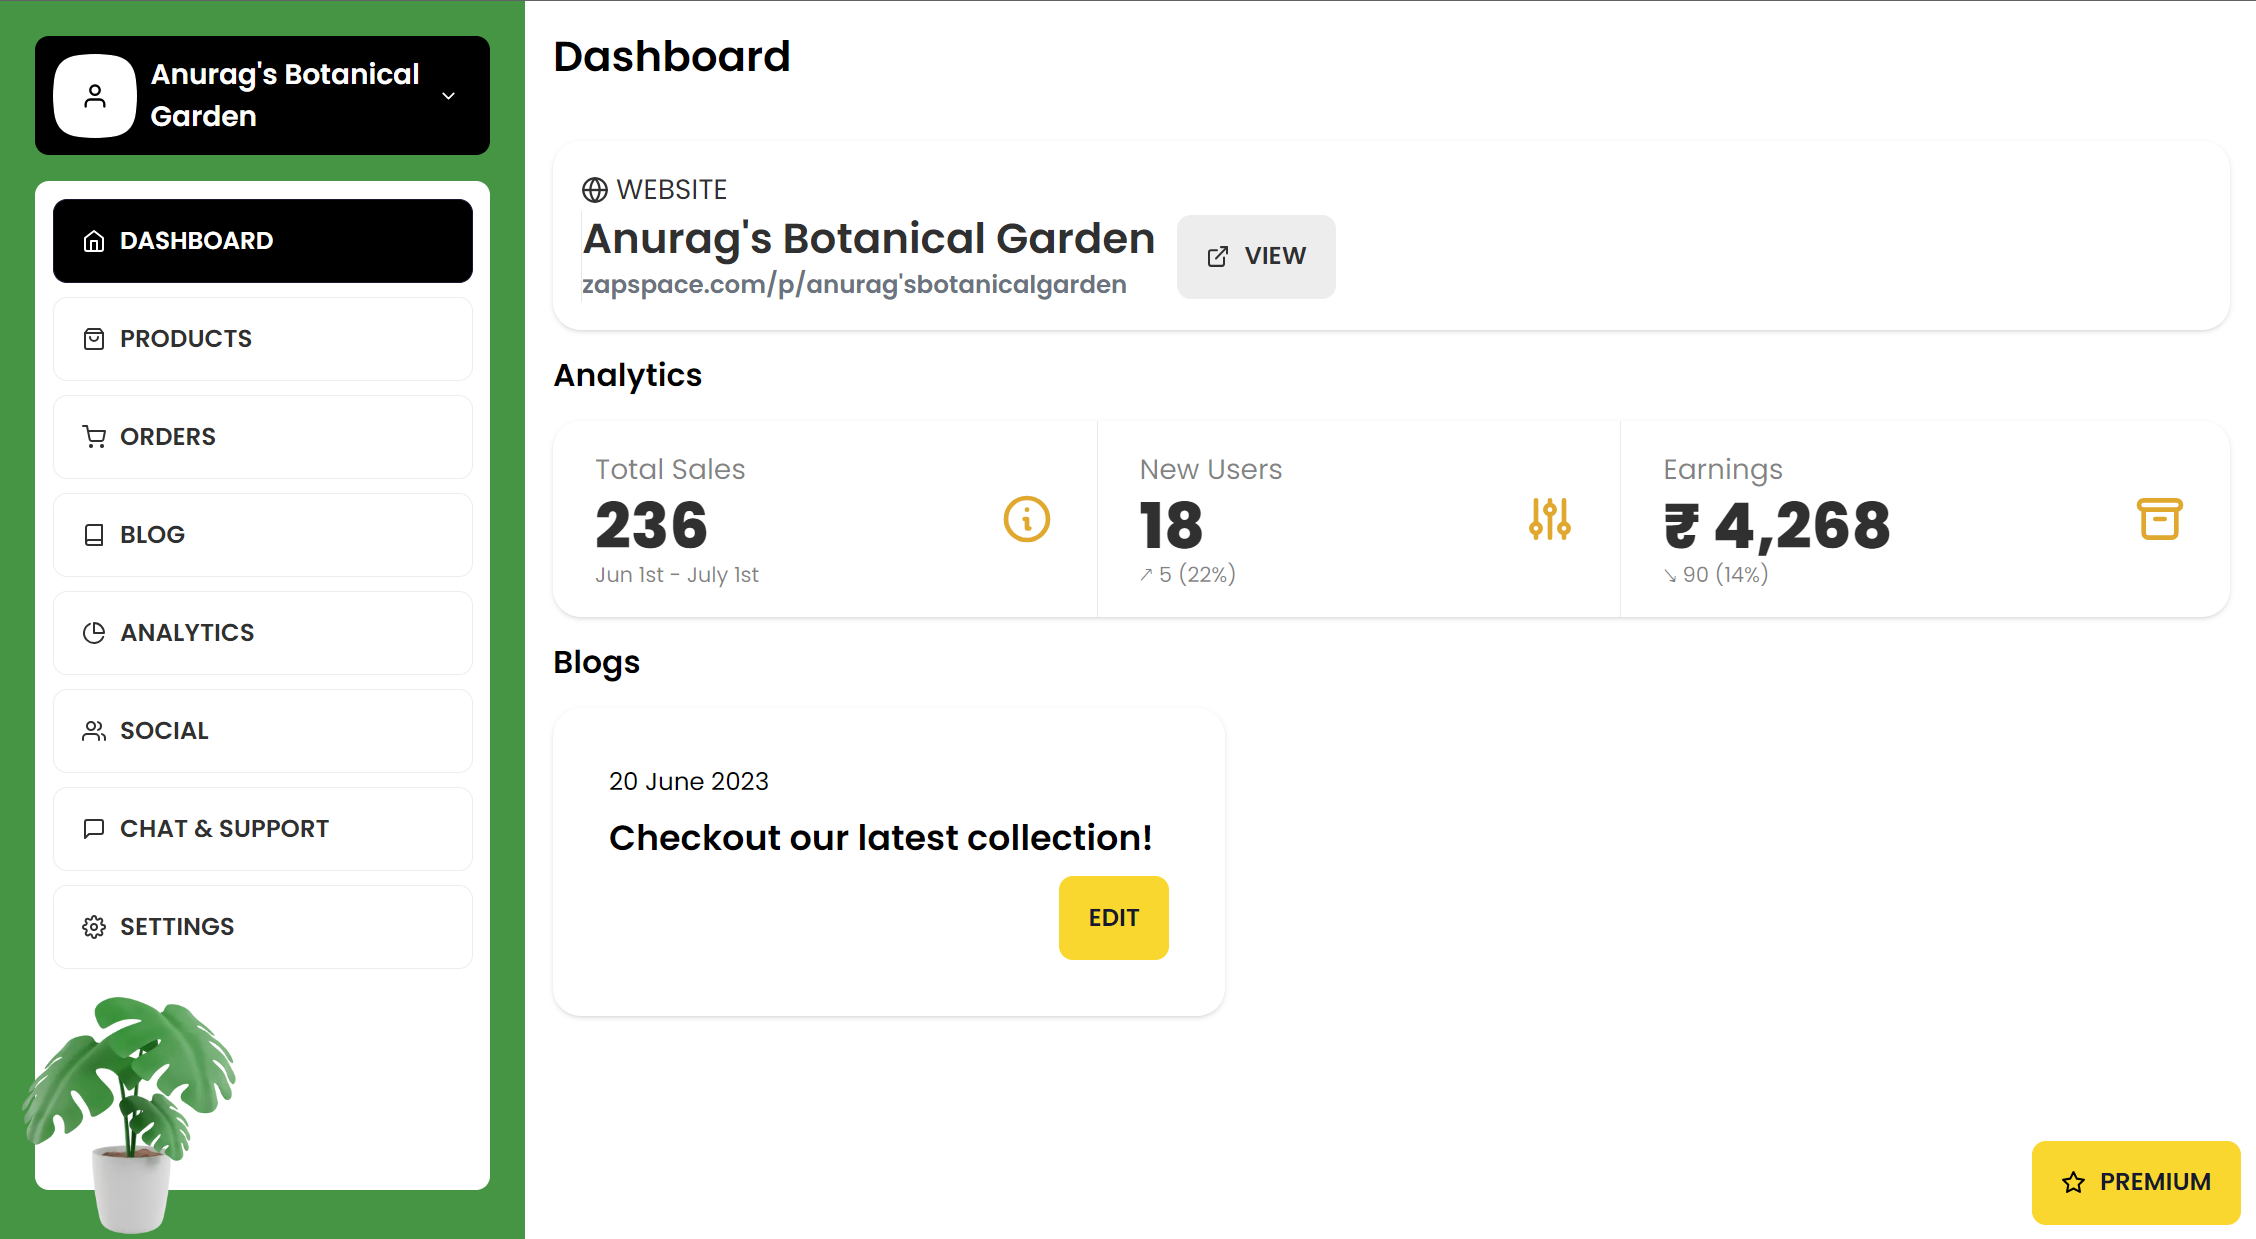 Anurag's Botanical
Garden
DASHBOARD
PRODUCTS
ORDERS
BLOG
ANALYTICS
SOCIAL
CHAT & SUPPORT
SETTINGS
Dashboard
WEBSITE
Anurag's Botanical Garden
zapspace.com/p/anurag'sbotanicalgarden
VIEW
Analytics
Total Sales
236
Jun 1st - July 1st
New Users
18
↗ 5 (22%)
Earnings
₹ 4,268
↘ 90 (14%)
Blogs
20 June 2023
Checkout our latest collection!
EDIT
PREMIUM